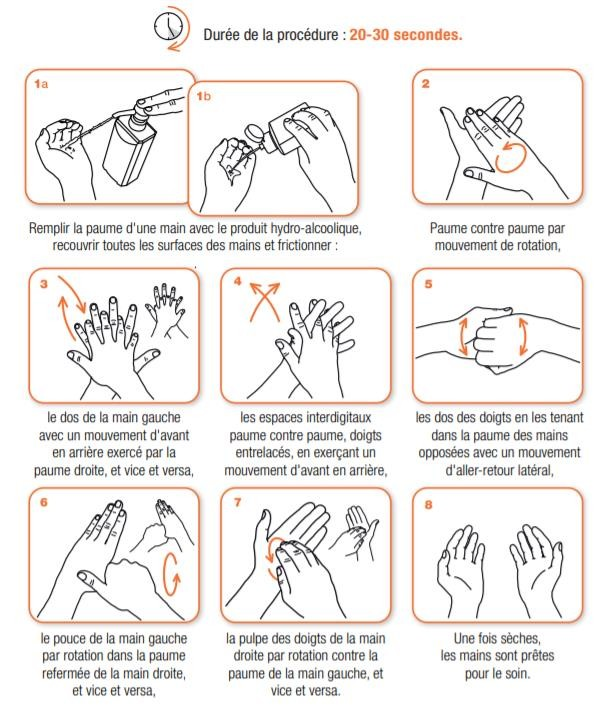 Durée de la procédure : 20-30 secondes.
1a
1b
2
Remplir la paume d'une main avec le produit hydro-alcoolique,
recouvrir toutes les surfaces des mains et frictionner :
Paume contre paume par
mouvement de rotation,
3
4
5
le dos de la main gauche
avec un mouvement d'avant
en arrière exercé par la
paume droite, et vice et versa,
les espaces interdigitaux
paume contre paume, doigts
entrelacés, en exerçant un
mouvement d'avant en arrière,
les dos des doigts en les tenant
dans la paume des mains
opposées avec un mouvement
d'aller-retour latéral,
6
7
8
le pouce de la main gauche
par rotation dans la paume
refermée de la main droite,
et vice et versa,
la pulpe des doigts de la main
droite par rotation contre la
paume de la main gauche, et
vice et versa.
Une fois sèches,
les mains sont prêtes
pour le soin.